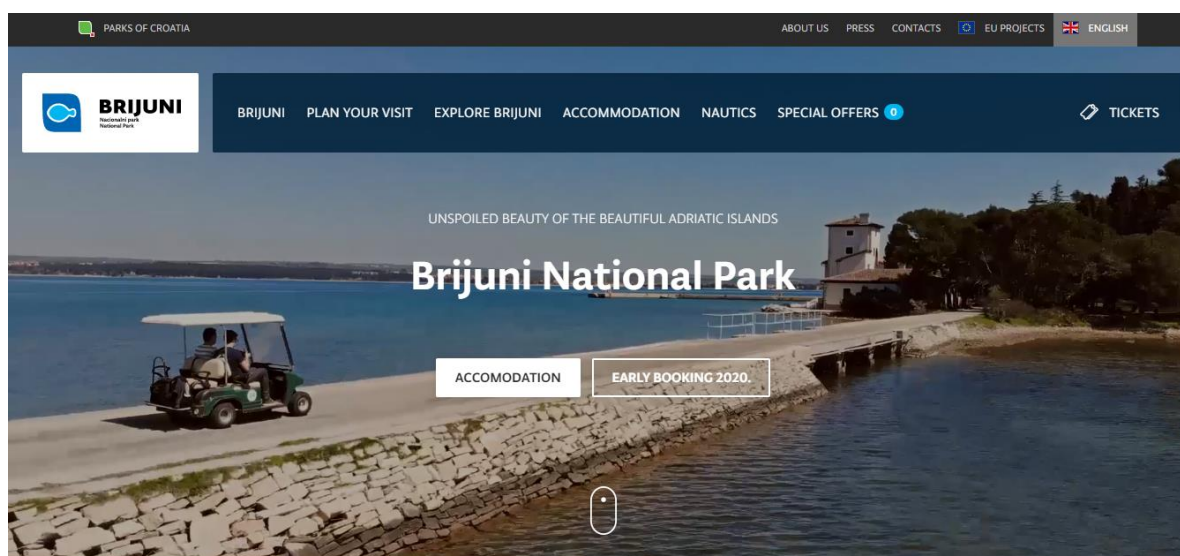 PARKS OF CROATIA
ABOUT US PRESS CONTACTS EU PROJECTS ENGLISH
BRIJUNI
Nacionalni park
National Park
BRIJUNI PLAN YOUR VISIT EXPLORE BRIJUNI ACCOMMODATION NAUTICS SPECIAL OFFERS 0 TICKETS
UNSPOILED BEAUTY OF THE BEAUTIFUL ADRIATIC ISLANDS
Brijuni National Park
ACCOMODATION EARLY BOOKING 2020.